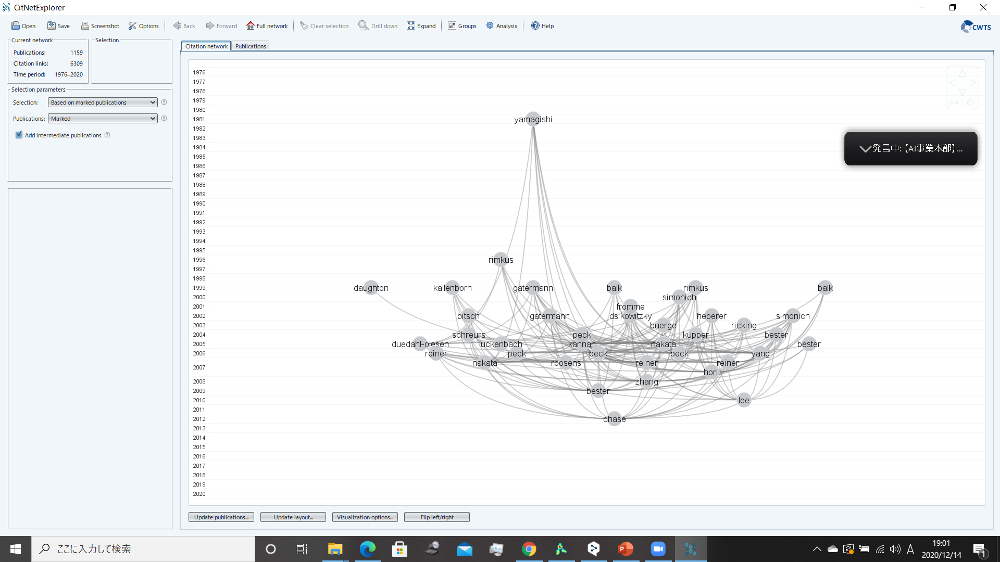 CitNetExplorer
Open Save Screenshot Options Back Forward Full network Clear selection Drill down Expand Groups Analysis Help
CWTS
Current network
Publications: 1159
Citation links: 6309
Time period: 1976–2020
Selection
Selection parameters
Selection: Based on marked publications
Publications: Marked
Add intermediate publications
Citation network Publications
1976
1977
1978
1979
1980
1981
1982
1983
1984
1985
1986
1987
1988
1989
1990
1991
1992
1993
1994
1995
1996
1997
1998
1999
2000
2001
2002
2003
2004
2005
2006
2007
2008
2009
2010
2011
2012
2013
2014
2015
2016
2017
2018
2019
2020
yamagishi
発言中: 【AI事業本部】...
rimkus
daughton kallenborn gatermann balk rimkus balk
simonich
fromme
bitsch gatermann dsikowitzky heberer simonich
buerge ricking
schreurs peck kupper bester
duedahl-olesen luckenbach kannan nakata bester
reiner peck peck peck yang
nakata roosens reiner reiner
horii
zhang
bester
lee
chase
Update publications... Update layout... Visualization options... Flip left/right
ここに入力して検索
A
19:01
2020/12/14
1